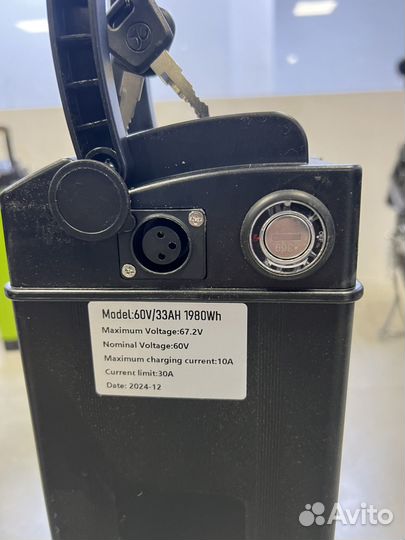 Model:60V/33AH 1980Wh
Maximum Voltage:67.2V
Nominal Voltage:60V
Maximum charging current:10A
Current limit:30A
Date: 2024-12
Avito